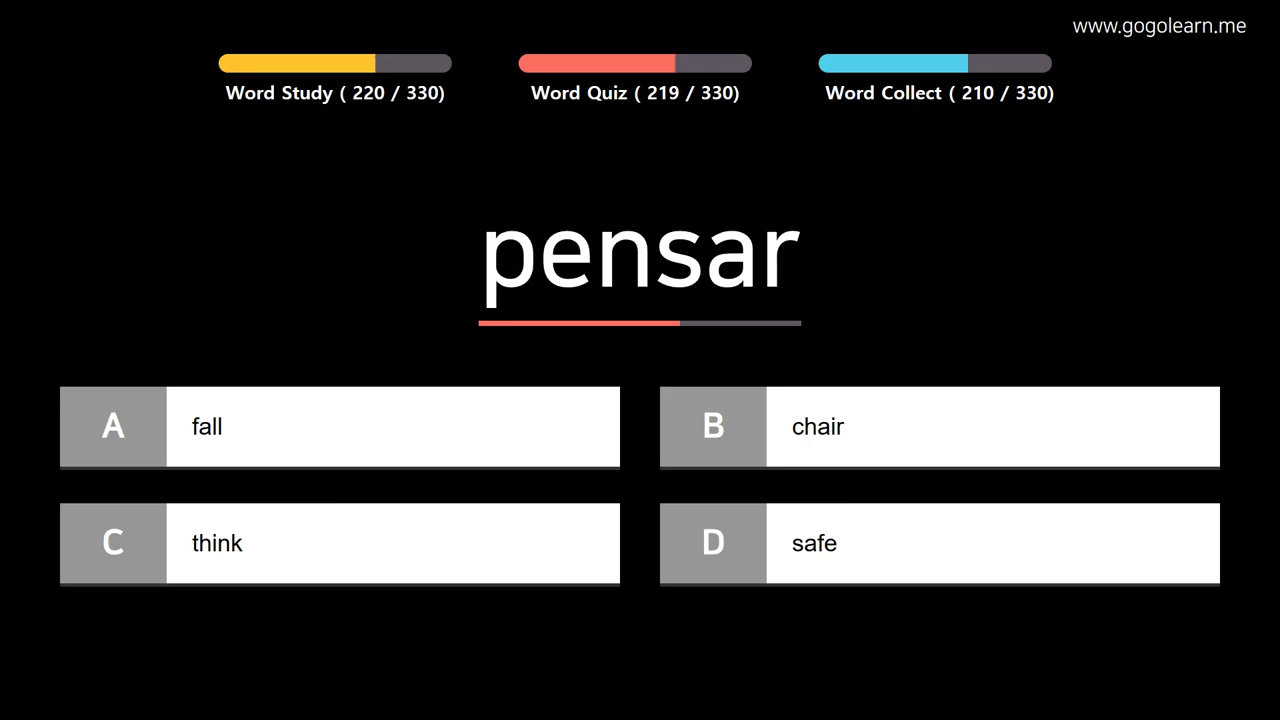 www.gogolearn.me
Word Study ( 220 / 330)
Word Quiz ( 219 / 330)
Word Collect ( 210 / 330)
pensar
A fall
B chair
C think
D safe